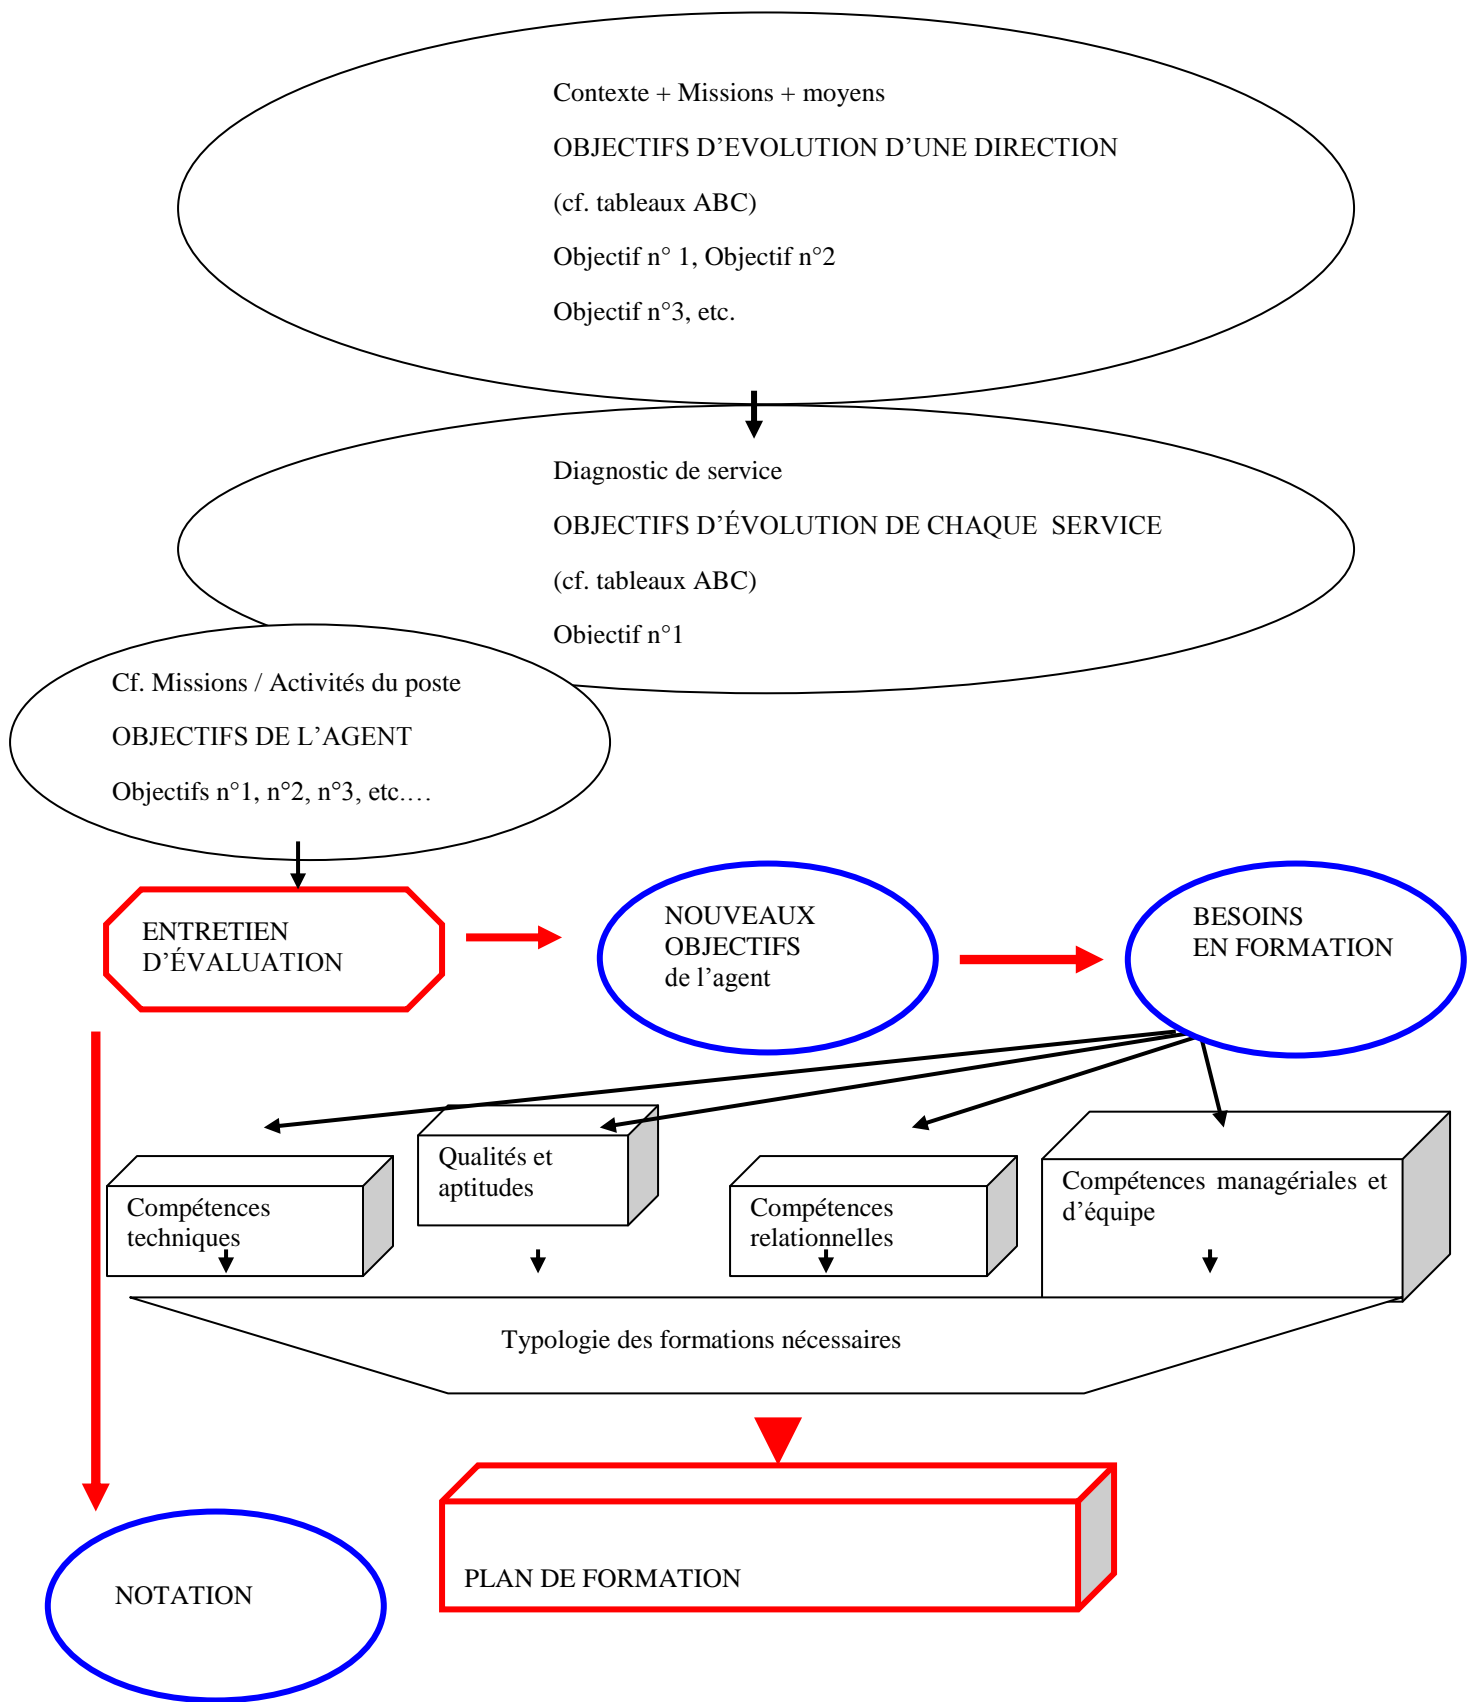 Contexte + Missions + moyens
OBJECTIFS D'EVOLUTION D'UNE DIRECTION
(cf. tableaux ABC)
Objectif n° 1, Objectif n°2
Objectif n°3, etc.
Diagnostic de service
OBJECTIFS D'ÉVOLUTION DE CHAQUE  SERVICE
(cf. tableaux ABC)
Objectif n°1
Cf. Missions / Activités du poste
OBJECTIFS DE L'AGENT
Objectifs n°1, n°2, n°3, etc.…
ENTRETIEN
D'ÉVALUATION
NOUVEAUX
OBJECTIFS
de l'agent
BESOINS
EN FORMATION
Compétences
techniques
Qualités et
aptitudes
Compétences
relationnelles
Compétences managériales et
d'équipe
Typologie des formations nécessaires
PLAN DE FORMATION
NOTATION